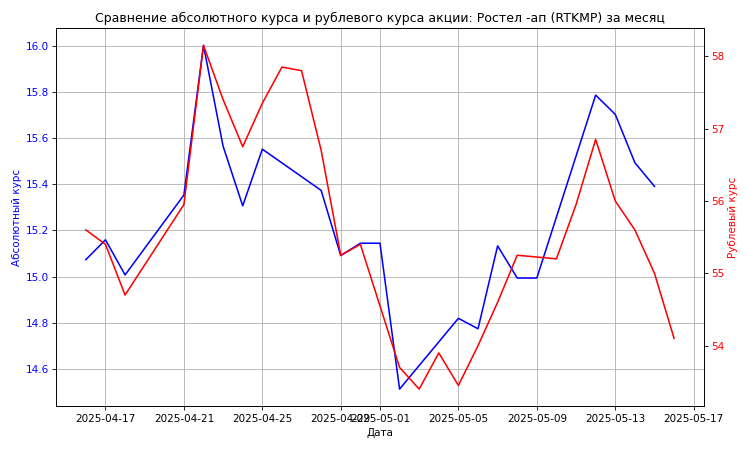 Сравнение абсолютного курса и рублевого курса акции: Ростел -ап (RTKMP) за месяц
16.0
15.8
15.6
15.4
15.2
15.0
14.8
14.6
Абсолютный курс
58
57
56
55
54
Рублевый курс
2025-04-17 2025-04-21 2025-04-25 2025-04-29 2025-05-01 2025-05-05 2025-05-09 2025-05-13 2025-05-17
Дата